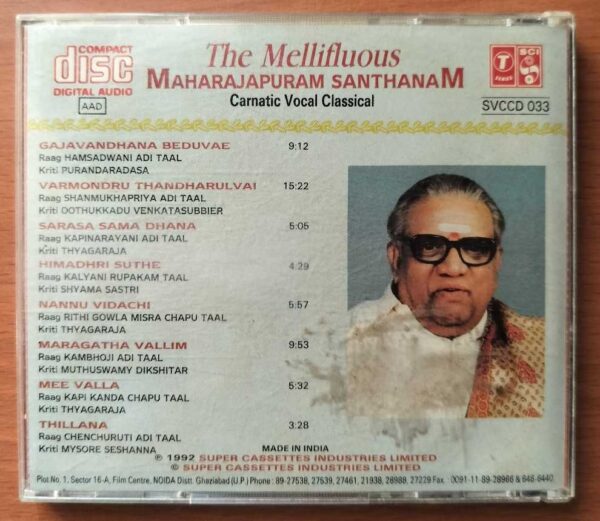 COMPACT
disc
DIGITAL AUDIO
AAD
The Mellifluous
MAHARAJAPURAM SANTHANAM
Carnatic Vocal Classical
T
SERIES
SCI
SVCCD 033
GAJAVANDHANA BEDUVAE 9:12
Raag HAMSADWANI ADI TAAL
Kriti PURANDARADASA
VARMONDRU THANDHARULVAI 15:22
Raag SHANMUKHAPRIYA ADI TAAL
Kriti OOTHUKKADU VENKATASUBBIER
SARASA SAMA DHANA 5:05
Raag KAPINARAYANI ADI TAAL
Kriti THYAGARAJA
HIMADHRI SUTHE 4:29
Raag KALYANI RUPAKAM TAAL
Kriti SHYAMA SASTRI
NANNU VIDACHI 5:57
Raag RITHI GOWLA MISRA CHAPU TAAL
Kriti THYAGARAJA
MARAGATHA VALLIM 9:53
Raag KAMBHOJI ADI TAAL
Kriti MUTHUSWAMY DIKSHITAR
MEE VALLA 5:32
Raag KAPI KANDA CHAPU TAAL
Kriti THYAGARAJA
THILLANA 3:28
Raag CHENCHURUTI ADI TAAL
Kriti MYSORE SESHANNA
MADE IN INDIA
℗ 1992 SUPER CASSETTES INDUSTRIES LIMITED
© SUPER CASSETTES INDUSTRIES LIMITED
Plot.No. 1, Sector 16-A, Film Centre, NOIDA Distt. Ghaziabad (U.P.) Phone : 89-27538, 27539, 27461, 21938, 26988, 27229 Fax. 0091-11-89-28966 & 646-6440